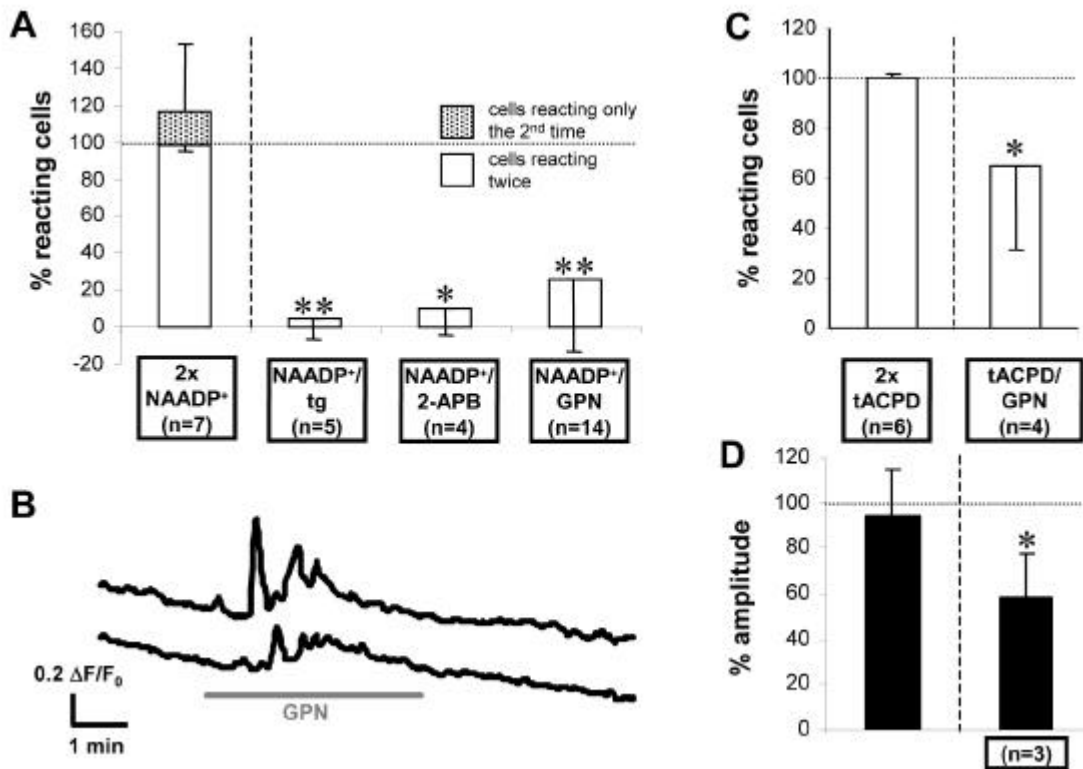 A
% reacting cells
160
140
120
100
80
60
40
20
0
-20
cells reacting only
the 2nd time
cells reacting
twice
**
*
**
2x
NAADP⁺
(n=7)
NAADP⁺/
tg
(n=5)
NAADP⁺/
2-APB
(n=4)
NAADP⁺/
GPN
(n=14)
B
0.2 ΔF/F₀
1 min
GPN
C
% reacting cells
120
100
80
60
40
20
0
*
2x
tACPD
(n=6)
tACPD/
GPN
(n=4)
D
% amplitude
120
100
80
60
40
20
0
*
(n=3)